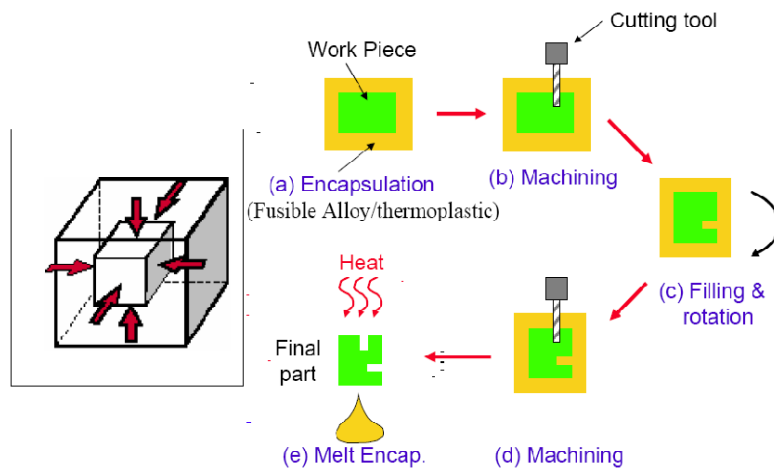 Cutting tool
Work Piece
(a) Encapsulation
(Fusible Alloy/thermoplastic)
(b) Machining
(c) Filling &
rotation
Heat
Final
part
(e) Melt Encap.
(d) Machining